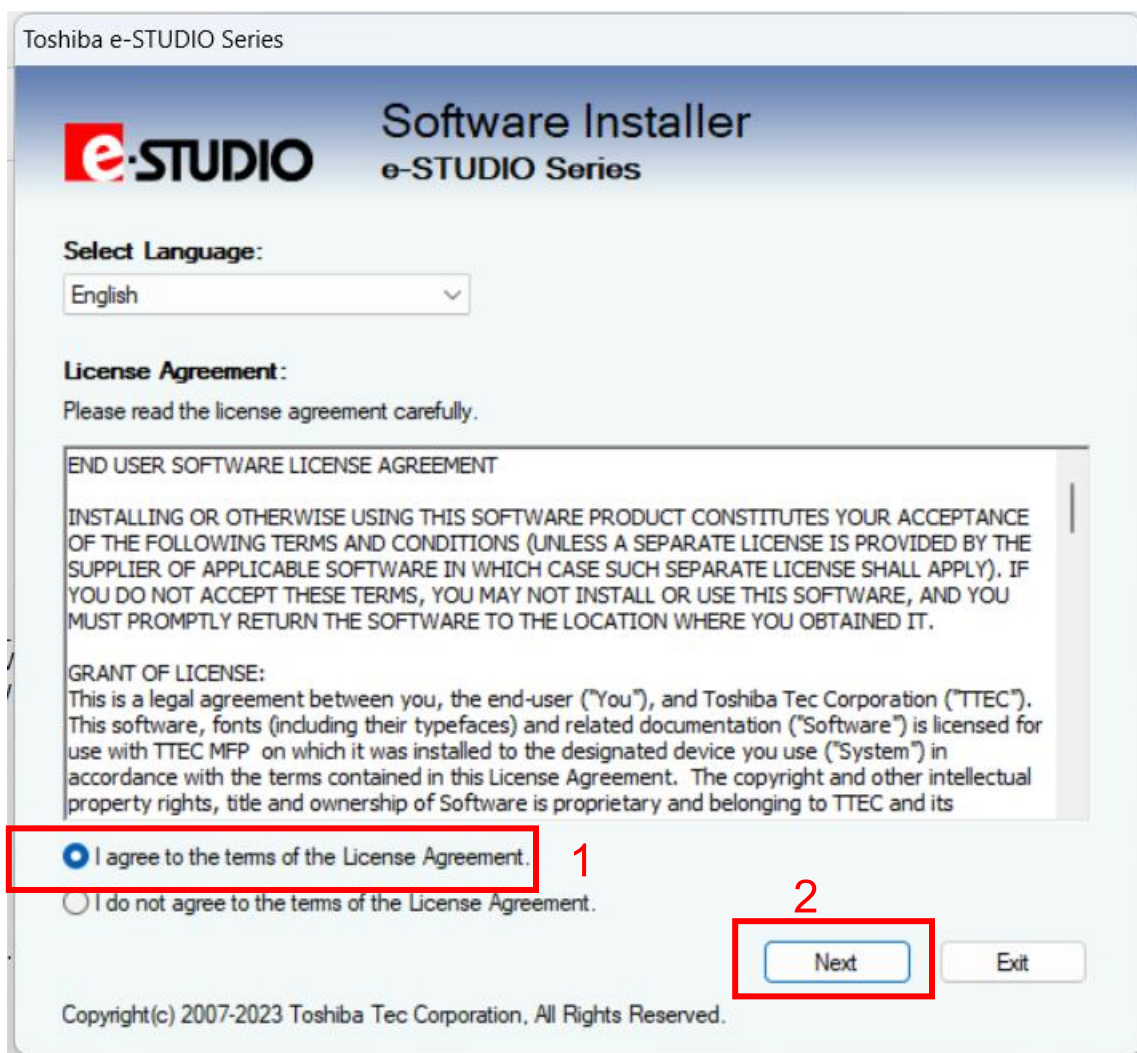 Toshiba e-STUDIO Series
Software Installer
e-STUDIO
e-STUDIO Series
Select Language:
English
License Agreement:
Please read the license agreement carefully.
END USER SOFTWARE LICENSE AGREEMENT
INSTALLING OR OTHERWISE USING THIS SOFTWARE PRODUCT CONSTITUTES YOUR ACCEPTANCE
OF THE FOLLOWING TERMS AND CONDITIONS (UNLESS A SEPARATE LICENSE IS PROVIDED BY THE
SUPPLIER OF APPLICABLE SOFTWARE IN WHICH CASE SUCH SEPARATE LICENSE SHALL APPLY). IF
YOU DO NOT ACCEPT THESE TERMS, YOU MAY NOT INSTALL OR USE THIS SOFTWARE, AND YOU
MUST PROMPTLY RETURN THE SOFTWARE TO THE LOCATION WHERE YOU OBTAINED IT.
GRANT OF LICENSE:
This is a legal agreement between you, the end-user ("You"), and Toshiba Tec Corporation ("TTEC").
This software, fonts (including their typefaces) and related documentation ("Software") is licensed for
use with TTEC MFP  on which it was installed to the designated device you use ("System") in
accordance with the terms contained in this License Agreement.  The copyright and other intellectual
property rights, title and ownership of Software is proprietary and belonging to TTEC and its
I agree to the terms of the License Agreement. 1
I do not agree to the terms of the License Agreement.
2
Next Exit
Copyright(c) 2007-2023 Toshiba Tec Corporation, All Rights Reserved.